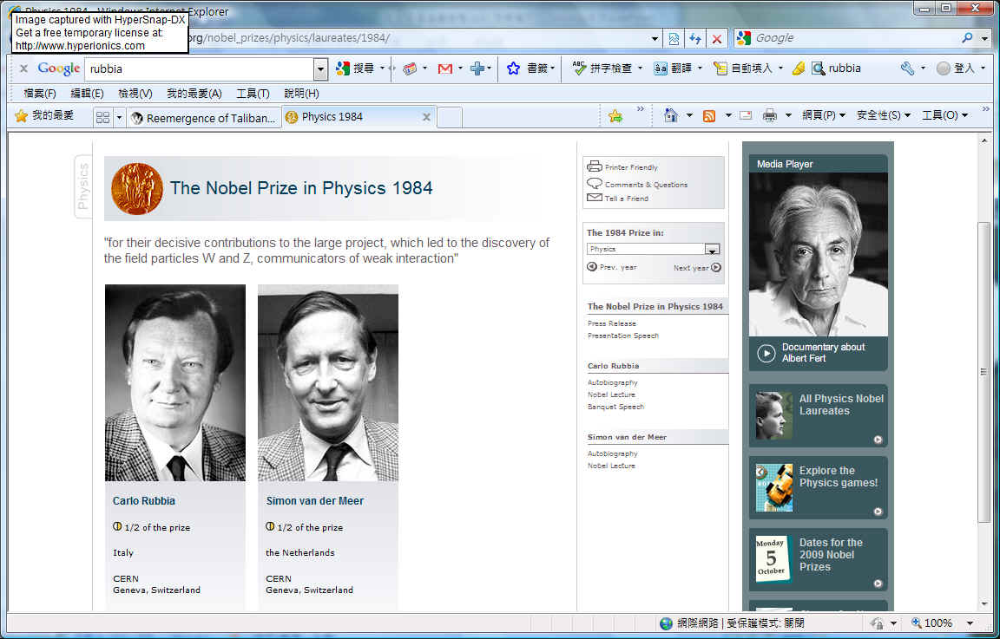 Physics 1984 - Windows Internet Explorer
Image captured with HyperSnap-DX
Get a free temporary license at:
http://www.hyperionics.com
org/nobel_prizes/physics/laureates/1984/
Google
Google
rubbia
搜尋
書籤
拼字檢查
翻譯
自動填入
rubbia
登入
檔案(F)
編輯(E)
檢視(V)
我的最愛(A)
工具(T)
說明(H)
我的最愛
Reemergence of Taliban...
Physics 1984
網頁(P)
安全性(S)
工具(O)
Physics
The Nobel Prize in Physics 1984
"for their decisive contributions to the large project, which led to the discovery of
the field particles W and Z, communicators of weak interaction"
Carlo Rubbia
1/2 of the prize
Italy
CERN
Geneva, Switzerland
Simon van der Meer
1/2 of the prize
the Netherlands
CERN
Geneva, Switzerland
Printer Friendly
Comments & Questions
Tell a Friend
The 1984 Prize in:
Physics
Prev. year
Next year
The Nobel Prize in Physics 1984
Press Release
Presentation Speech
Carlo Rubbia
Autobiography
Nobel Lecture
Banquet Speech
Simon van der Meer
Autobiography
Nobel Lecture
Media Player
Documentary about
Albert Fert
All Physics Nobel
Laureates
Explore the
Physics games!
Monday
5
October
Dates for the
2009 Nobel
Prizes
網際網路 | 受保護模式: 關閉
100%